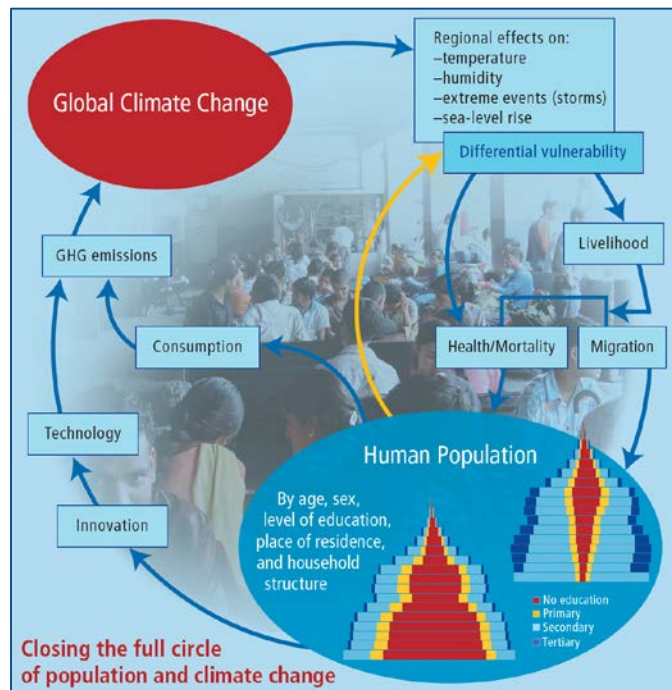 Global Climate Change
Regional effects on:
–temperature
–humidity
–extreme events (storms)
–sea-level rise
Differential vulnerability
GHG emissions
Livelihood
Consumption
Health/Mortality
Migration
Technology
Innovation
Human Population
By age, sex,
level of education,
place of residence,
and household
structure
No education
Primary
Secondary
Tertiary
Closing the full circle
of population and climate change